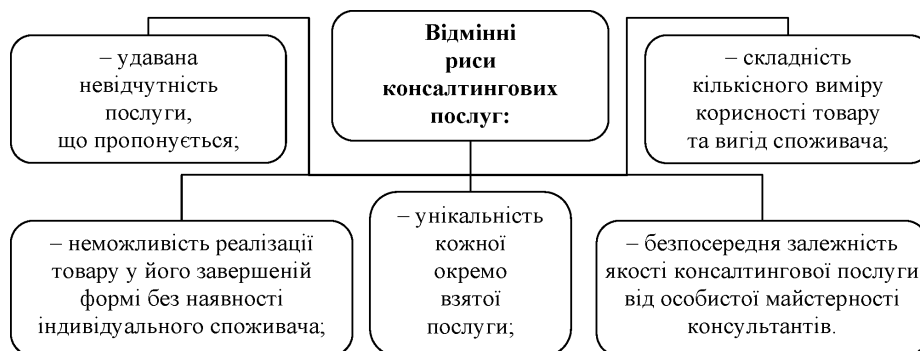 Відмінні
риси
консалтингових
послуг:
– удавана
невідчутність
послуги,
що пропонується;
– складність
кількісного виміру
корисності товару
та вигід споживача;
– неможливість реалізації
товару у його завершеній
формі без наявності
індивідуального споживача;
– унікальність
кожної
окремо
взятої
послуги;
– безпосередня залежність
якості консалтингової послуги
від особистої майстерності
консультантів.